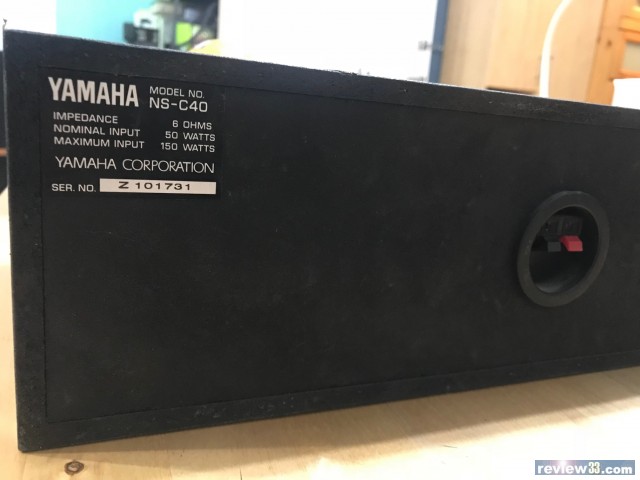 YAMAHA MODEL NO.
NS-C40
IMPEDANCE 6 OHMS
NOMINAL INPUT 50 WATTS
MAXIMUM INPUT 150 WATTS
YAMAHA CORPORATION
SER. NO. Z 101731
review33.com